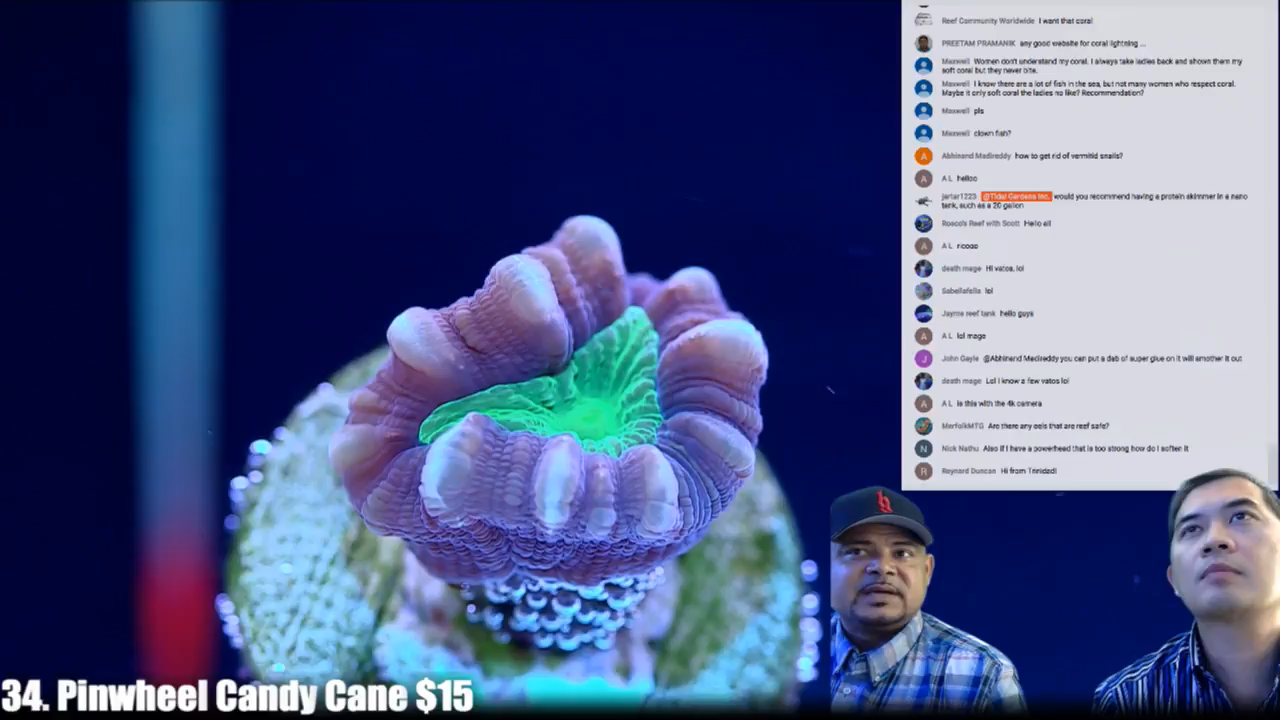 Reef Community Worldwide I want that coral
PREETAM PRAMANIK any good website for coral lightning ...
Maxwell Women don't understand my coral. I always take ladies back and shown them my
soft coral but they never bite.
Maxwell I know there are a lot of fish in the sea, but not many women who respect coral.
Maybe it only soft coral the ladies no like? Recommendation?
Maxwell pls
Maxwell clown fish?
A
Abhinand Medireddy how to get rid of vermitid snails?
A
A L helloo
jertar1223 @Tidal Gardens Inc. would you recommend having a protein skimmer in a nano
tank, such as a 20 gallon
Rosco's Reef with Scott Hello all
A
A L ricooo
death mage Hi vatos. lol
Sabellafella lol
Jayme reef tank hello guys
A
A L lol mage
J
John Gayle @Abhinand Medireddy you can put a dab of super glue on it will smother it out
death mage Lol I know a few vatos lol
A
A L Is this with the 4k camera
MerfolkMTG Are there any eels that are reef safe?
N
Nick Nathu Also if I have a powerhead that is too strong how do I soften it
R
Reynard Duncan Hi from Trinidad!
34. Pinwheel Candy Cane $15